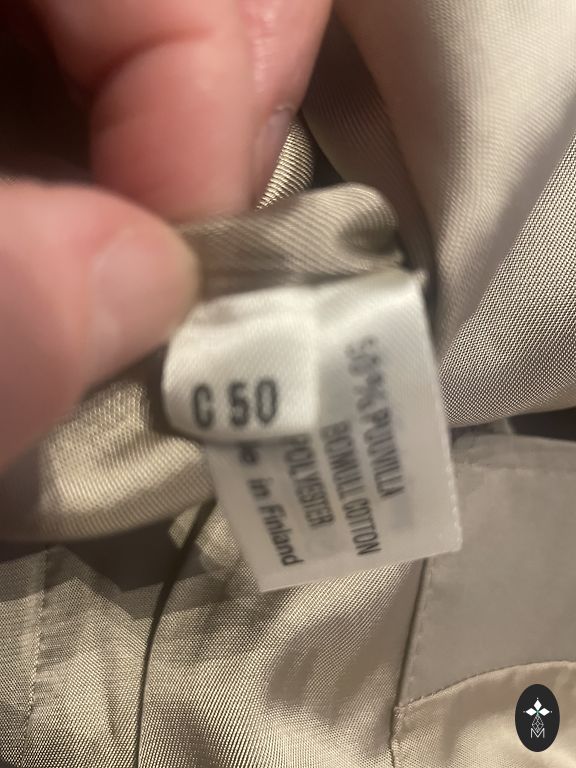 C 50
50% PUUVILLA
BOMULL COTTON
POLYESTER
in Finland